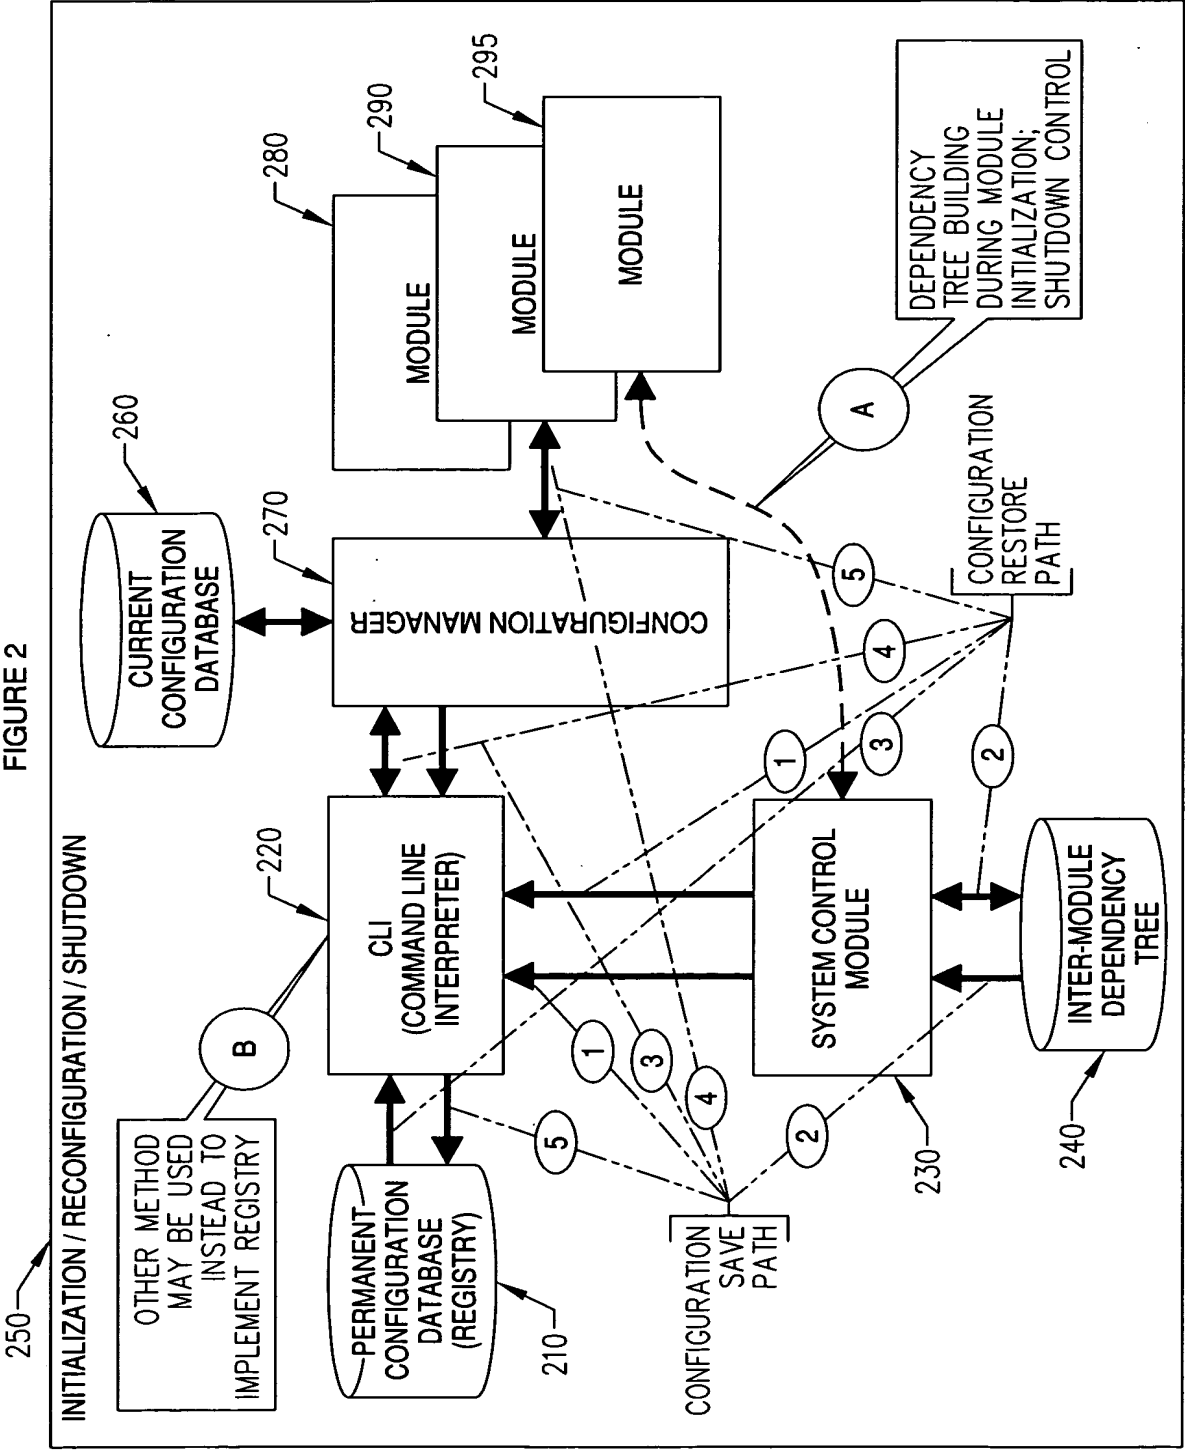 FIGURE 2
250
INITIALIZATION / RECONFIGURATION / SHUTDOWN
OTHER METHOD
MAY BE USED
INSTEAD TO
IMPLEMENT REGISTRY
B
220
CLI
(COMMAND LINE
INTERPRETER)
PERMANENT
CONFIGURATION
DATABASE
(REGISTRY)
210
CURRENT
CONFIGURATION
DATABASE
260
CONFIGURATION MANAGER
270
MODULE
280
MODULE
290
MODULE
295
CONFIGURATION
SAVE
PATH
5
1
3
4
2
SYSTEM CONTROL
MODULE
230
INTER-MODULE
DEPENDENCY
TREE
240
1
3
2
4
5
CONFIGURATION
RESTORE
PATH
A
DEPENDENCY
TREE BUILDING
DURING MODULE
INITIALIZATION;
SHUTDOWN CONTROL